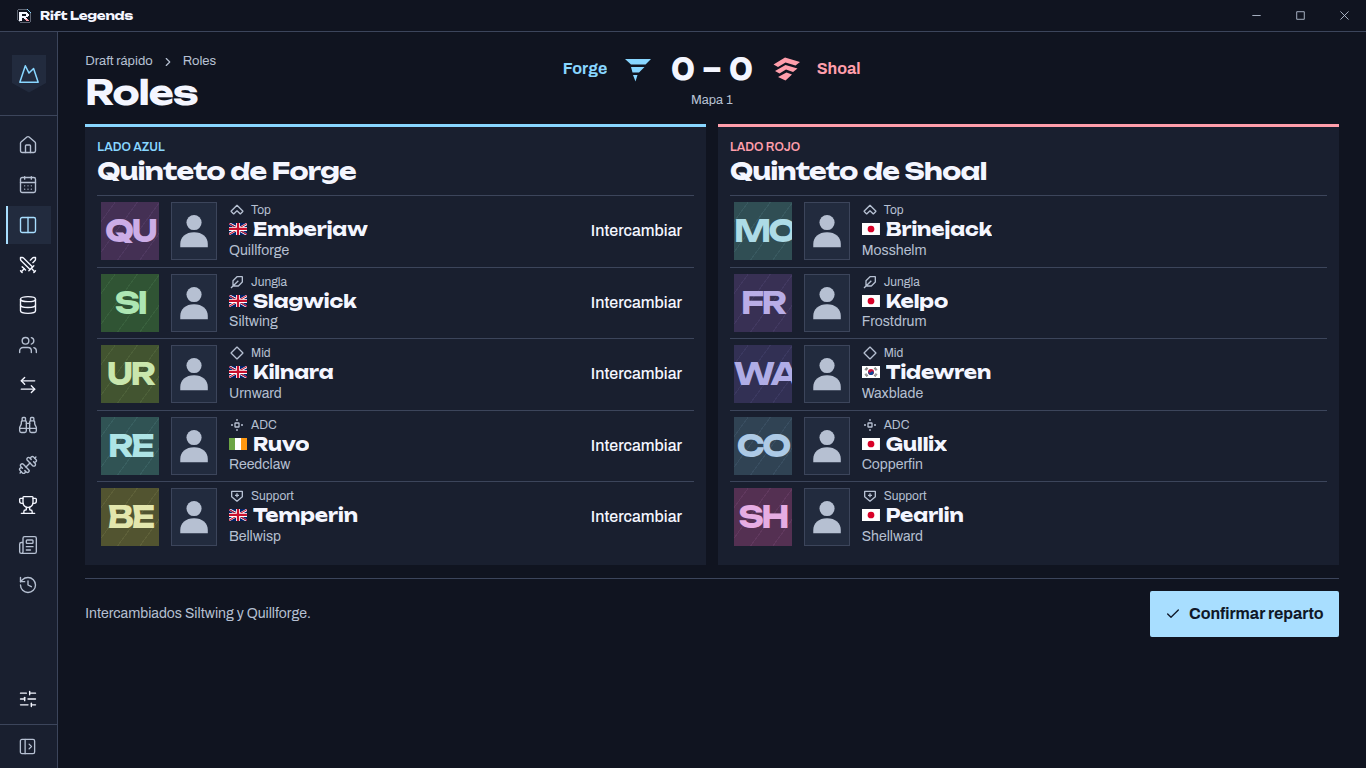 Rift Legends
Draft rápido > Roles
Roles
Forge 0 – 0 Shoal
Mapa 1
LADO AZUL
Quinteto de Forge
QU
Top
Emberjaw
Quillforge
Intercambiar
SI
Jungla
Slagwick
Siltwing
Intercambiar
UR
Mid
Kilnara
Urnward
Intercambiar
RE
ADC
Ruvo
Reedclaw
Intercambiar
BE
Support
Temperin
Bellwisp
Intercambiar
LADO ROJO
Quinteto de Shoal
MO
Top
Brinejack
Mosshelm
FR
Jungla
Kelpo
Frostdrum
WA
Mid
Tidewren
Waxblade
CO
ADC
Gullix
Copperfin
SH
Support
Pearlin
Shellward
Intercambiados Siltwing y Quillforge.
Confirmar reparto